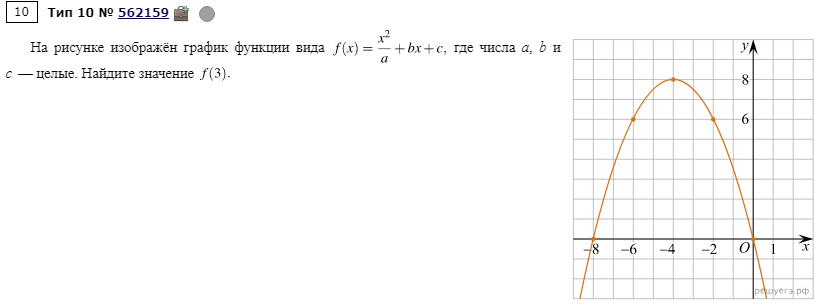 10 Тип 10 № 562159
На рисунке изображён график функции вида f(x) = x²/a + bx + c, где числа a, b и
c — целые. Найдите значение f(3).
y
8
6
−8 −6 −4 −2 O 1 x
решуегэ.рф